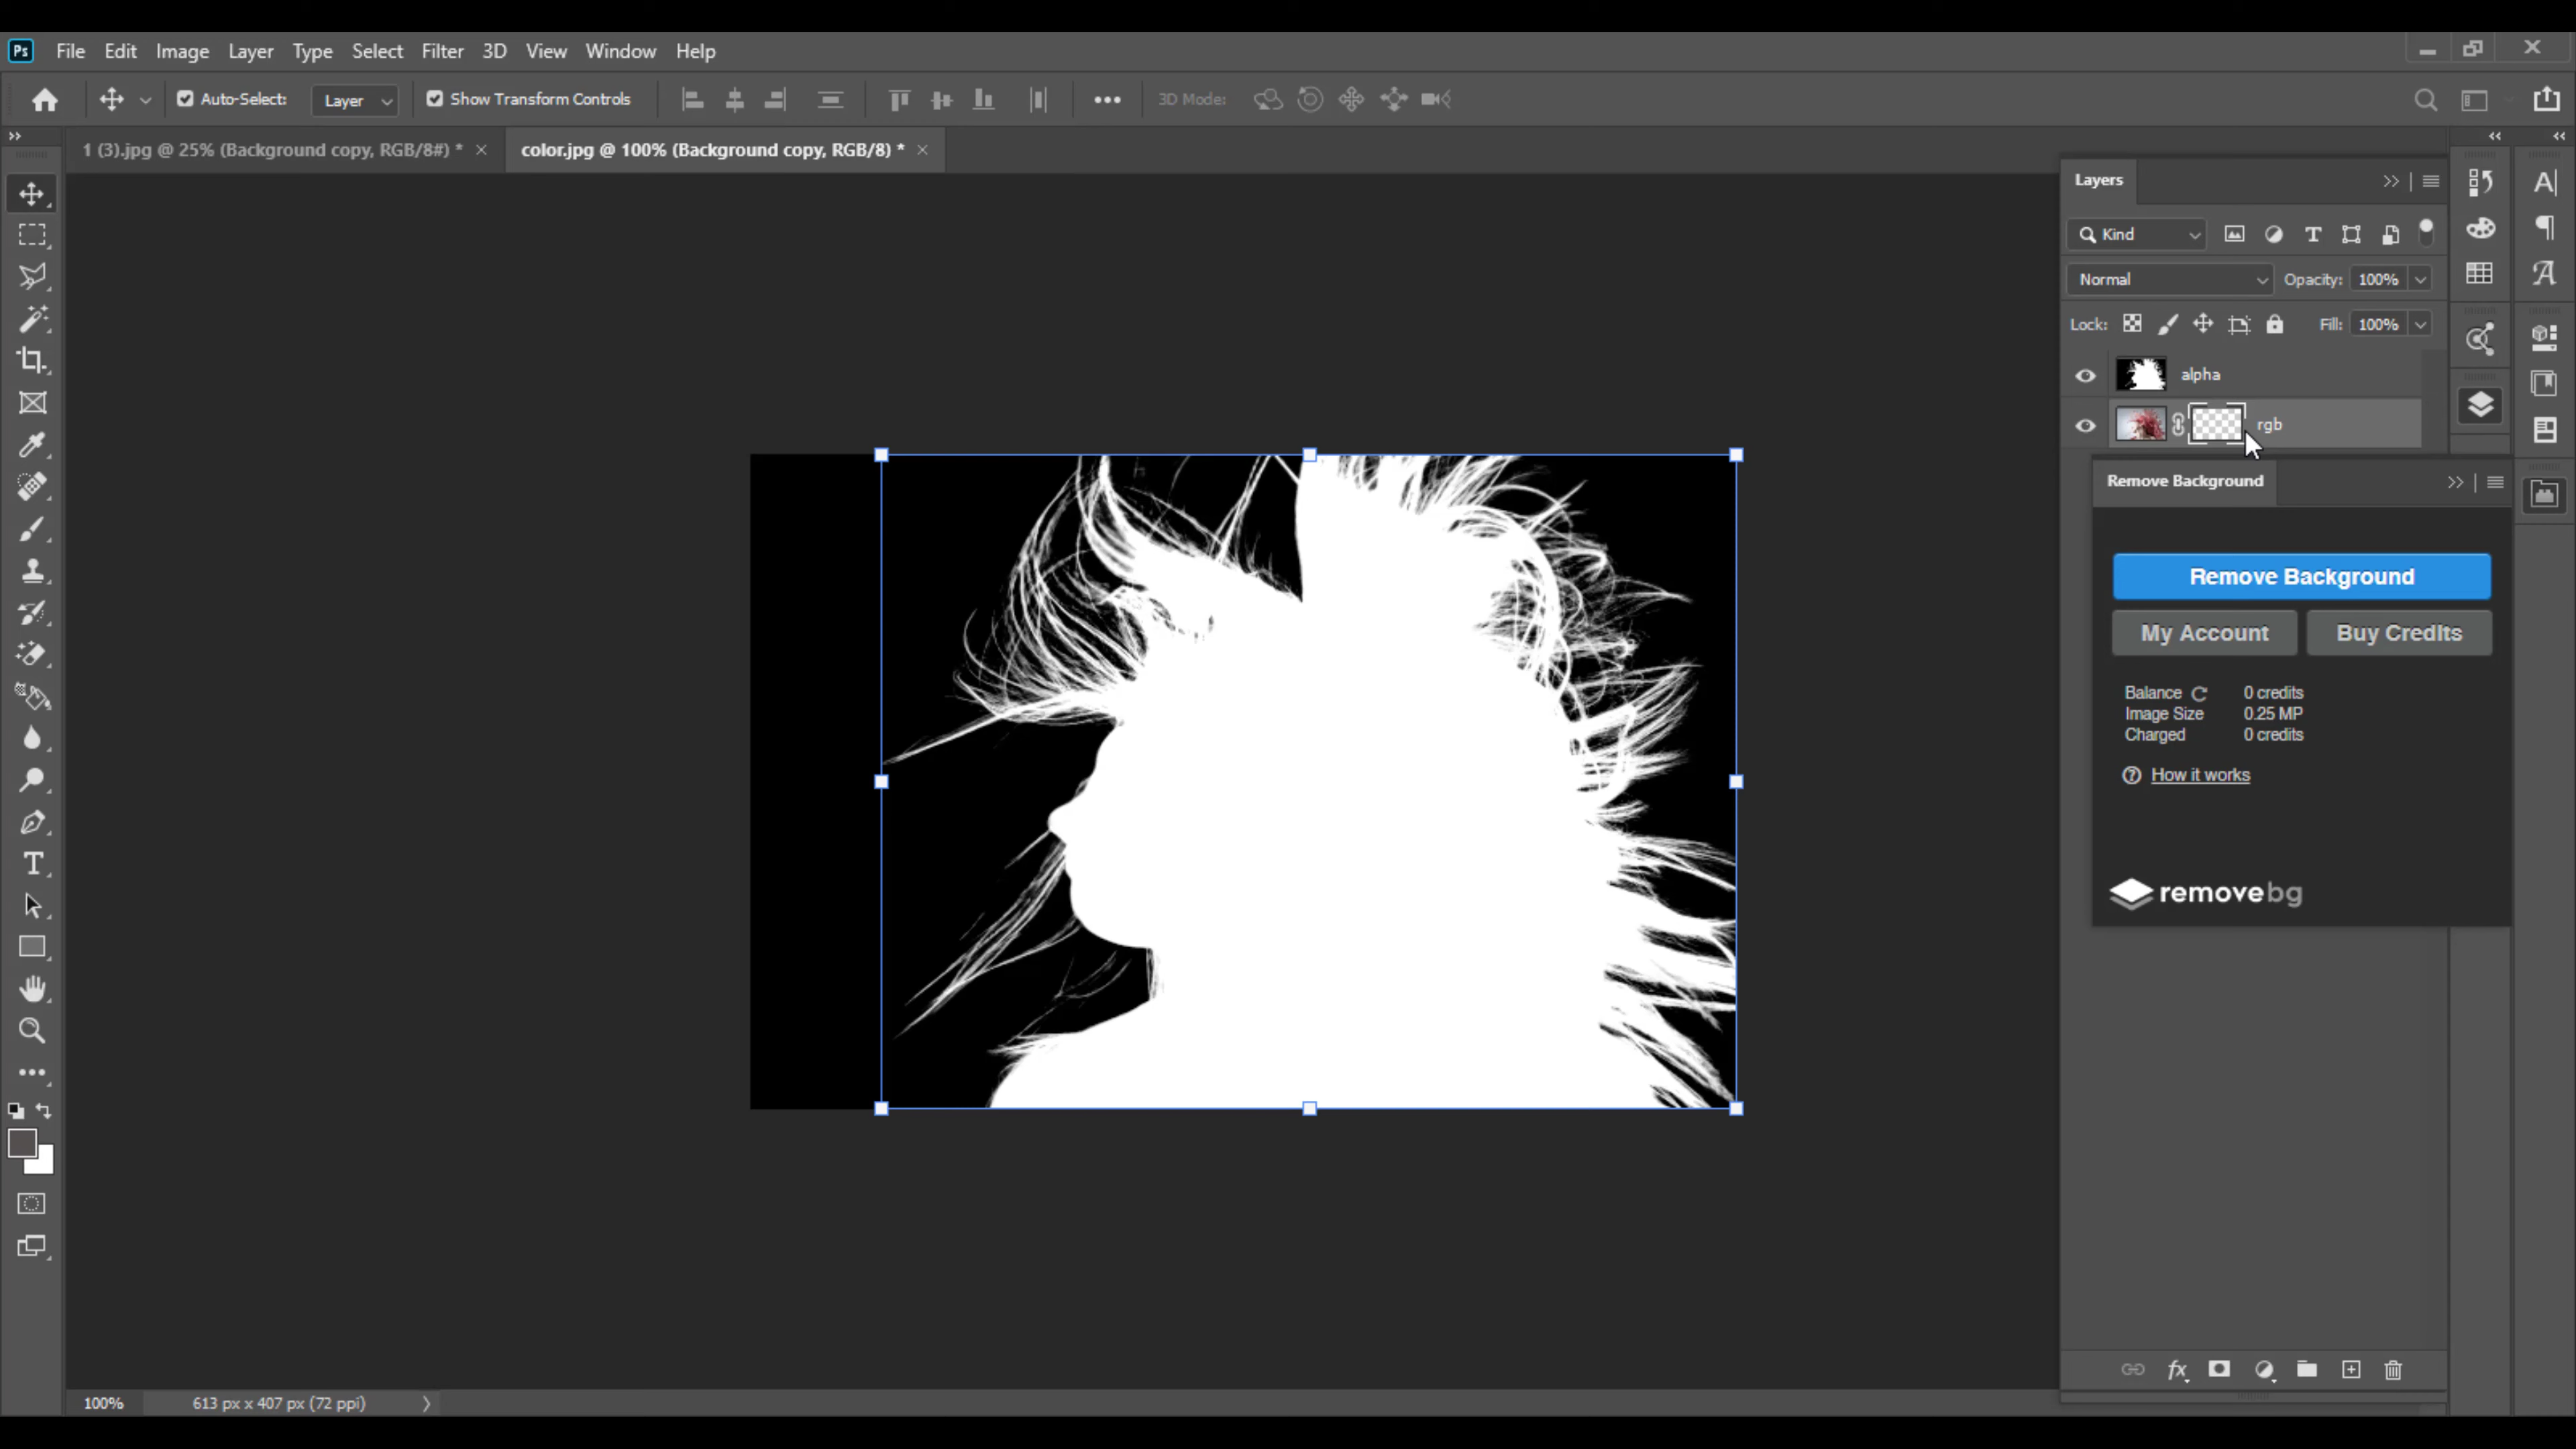 Ps File Edit Image Layer Type Select Filter 3D View Window Help
Auto-Select: Layer Show Transform Controls ••• 3D Mode:
1 (3).jpg @ 25% (Background copy, RGB/8#) * ×
color.jpg @ 100% (Background copy, RGB/8) * ×
Layers
Kind
Normal Opacity: 100%
Lock: Fill: 100%
alpha
rgb
Remove Background
Remove Background
My Account Buy Credits
Balance 0 credits
Image Size 0.25 MP
Charged 0 credits
? How it works
removebg
100% 613 px x 407 px (72 ppi)